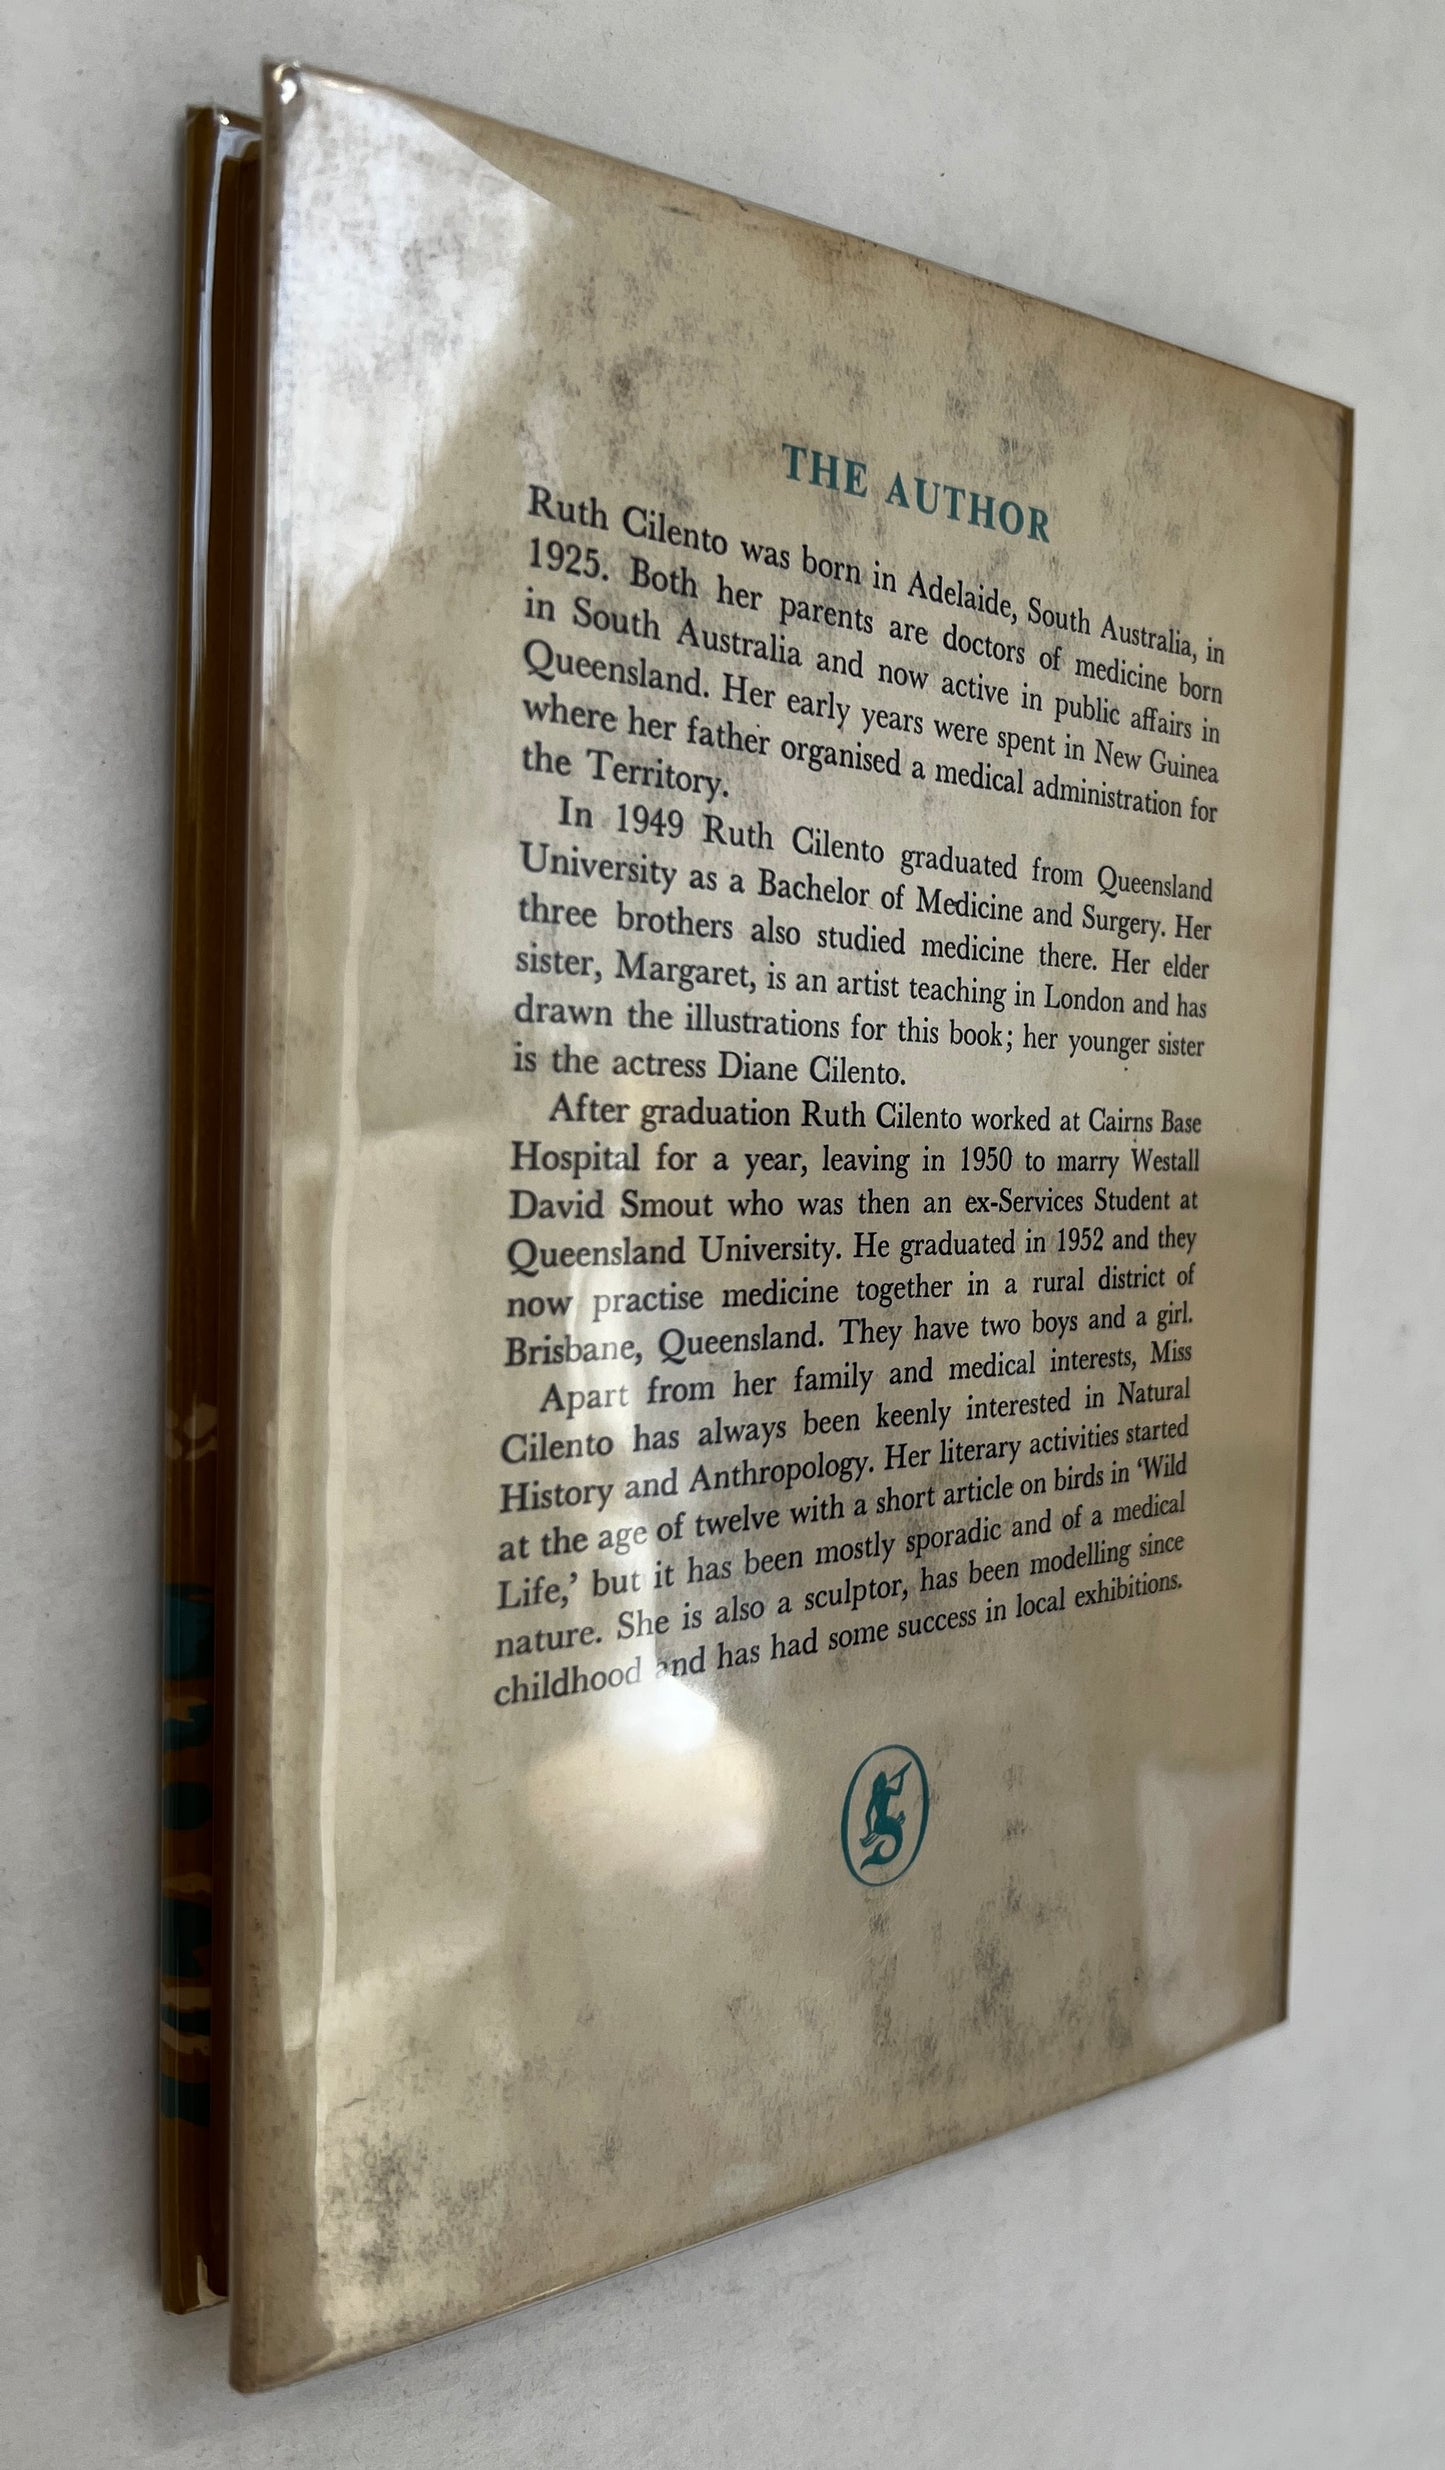 THE AUTHOR
Ruth Cilento was born in Adelaide, South Australia, in
1925. Both her parents are doctors of medicine born
in South Australia and now active in public affairs in
Queensland. Her early years were spent in New Guinea
where her father organised a medical administration for
the Territory.
In 1949 Ruth Cilento graduated from Queensland
University as a Bachelor of Medicine and Surgery. Her
three brothers also studied medicine there. Her elder
sister, Margaret, is an artist teaching in London and has
drawn the illustrations for this book; her younger sister
is the actress Diane Cilento.
After graduation Ruth Cilento worked at Cairns Base
Hospital for a year, leaving in 1950 to marry Westall
David Smout who was then an ex-Services Student at
Queensland University. He graduated in 1952 and they
now practise medicine together in a rural district of
Brisbane, Queensland. They have two boys and a girl.
Apart from her family and medical interests, Miss
Cilento has always been keenly interested in Natural
History and Anthropology. Her literary activities started
at the age of twelve with a short article on birds in ‘Wild
Life,’ but it has been mostly sporadic and of a medical
nature. She is also a sculptor, has been modelling since
childhood and has had some success in local exhibitions.